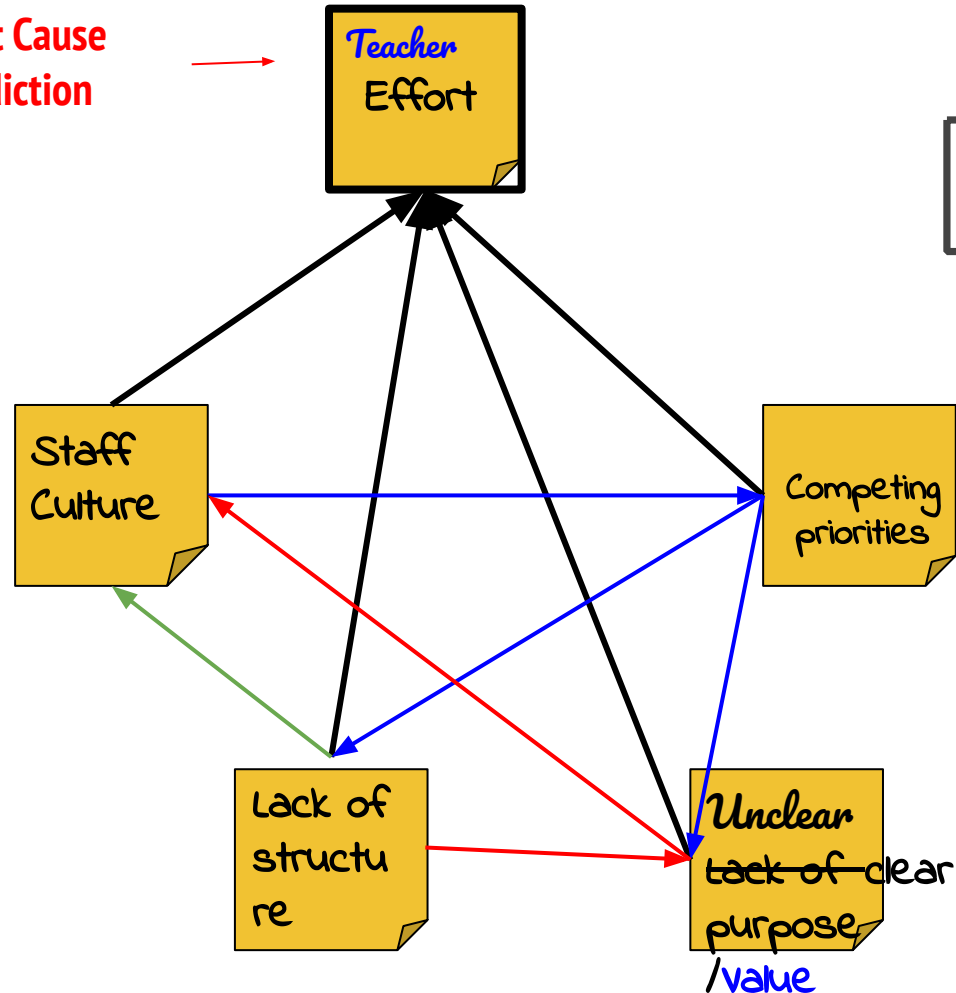 t Cause
liction
Teacher
Effort
Staff
Culture
Competing
priorities
Lack of
structu
re
Unclear
Lack of clear
purpose
/value